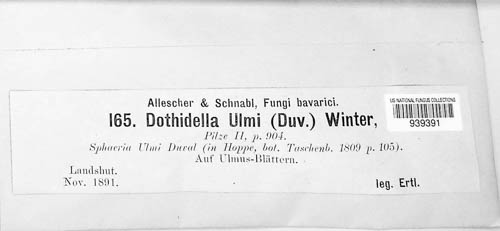 Allescher & Schnabl, Fungi bavarici.
165. Dothidella Ulmi (Duv.) Winter,
Pilze II, p. 904.
Sphaeria Ulmi Duval (in Hoppe, bot. Taschenb. 1809 p. 105).
Auf Ulmus-Blättern.
Landshut.
Nov. 1891.
leg. Ertl.
US NATIONAL FUNGUS COLLECTIONS
939391